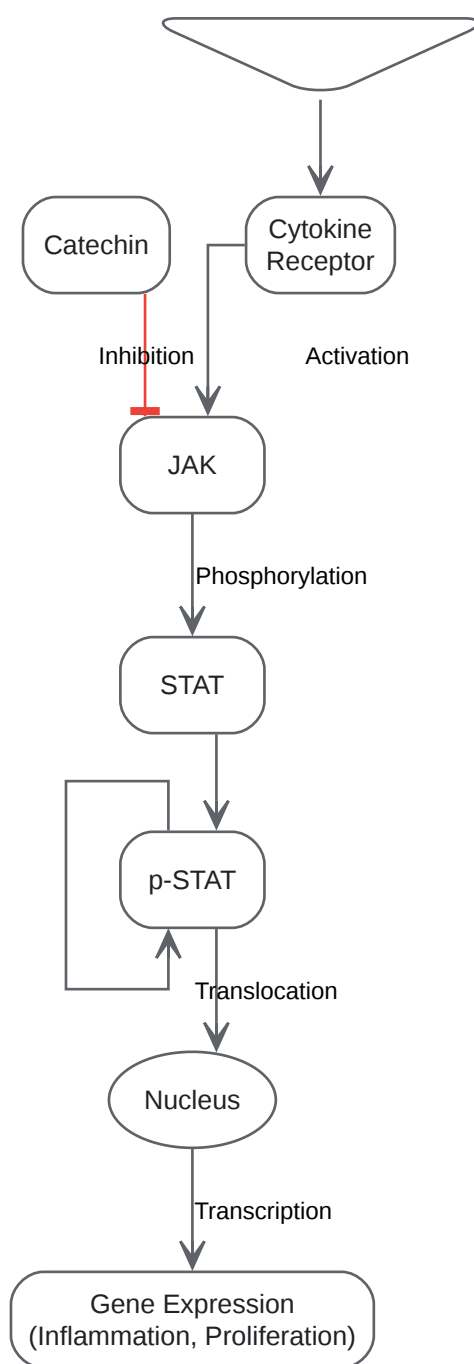 Catechin
Cytokine
Receptor
Inhibition
Activation
JAK
Phosphorylation
STAT
p-STAT
Translocation
Nucleus
Transcription
Gene Expression
(Inflammation, Proliferation)